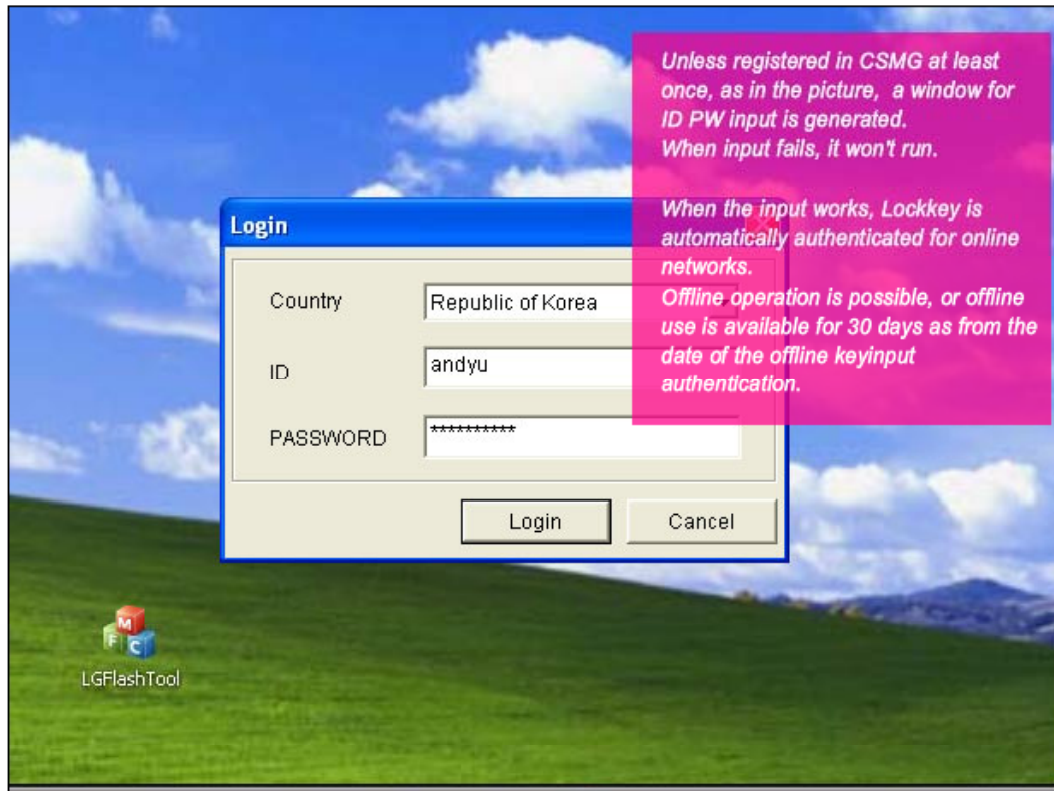 Unless registered in CSMG at least
once, as in the picture, a window for
ID PW input is generated.
When input fails, it won't run.
When the input works, Lockkey is
automatically authenticated for online
networks.
Offline operation is possible, or offline
use is available for 30 days as from the
date of the offline keyinput
authentication.
Login
Country
Republic of Korea
ID
andyu
PASSWORD
**********
Login
Cancel
M
F C
LGFlashTool